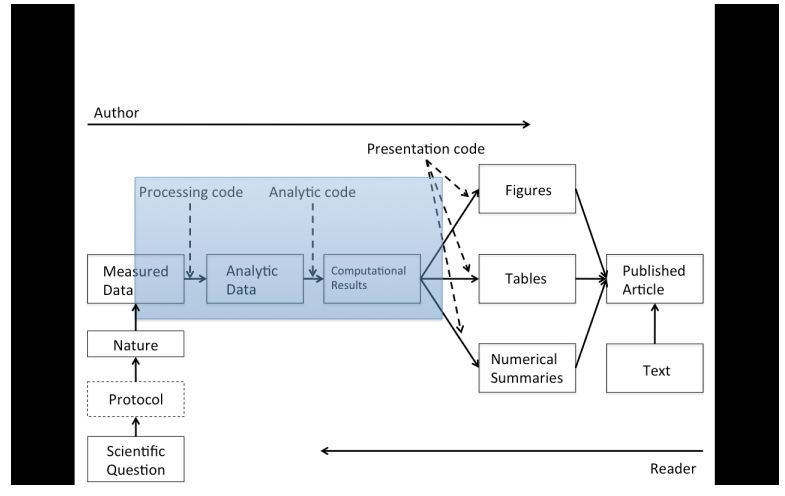 Author
Presentation code
Processing code
Analytic code
Figures
Measured
Data
Analytic
Data
Computational
Results
Tables
Published
Article
Nature
Numerical
Summaries
Text
Protocol
Scientific
Question
Reader